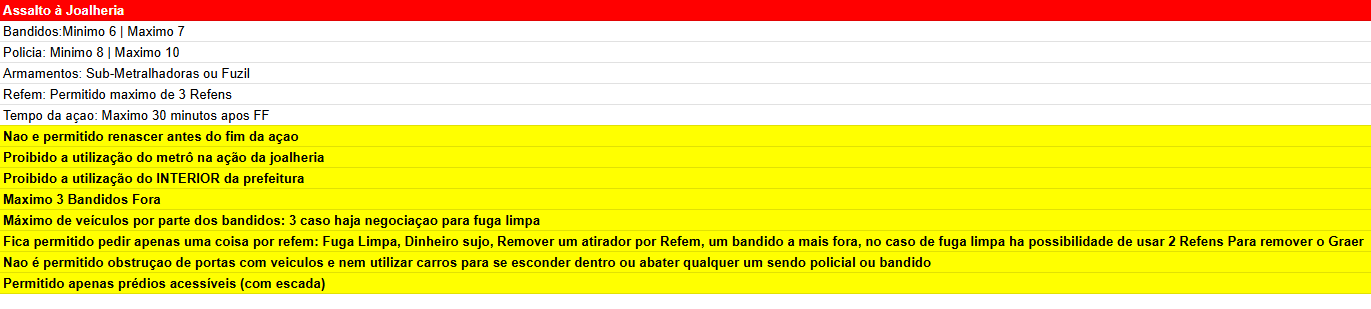 Assalto à Joalheria
Bandidos:Minimo 6 | Maximo 7
Policia: Minimo 8 | Maximo 10
Armamentos: Sub-Metralhadoras ou Fuzil
Refem: Permitido maximo de 3 Refens
Tempo da açao: Maximo 30 minutos apos FF
Nao e permitido renascer antes do fim da açao
Proibido a utilização do metrô na ação da joalheria
Proibido a utilização do INTERIOR da prefeitura
Maximo 3 Bandidos Fora
Máximo de veículos por parte dos bandidos: 3 caso haja negociaçao para fuga limpa
Fica permitido pedir apenas uma coisa por refem: Fuga Limpa, Dinheiro sujo, Remover um atirador por Refem, um bandido a mais fora, no caso de fuga limpa ha possibilidade de usar 2 Refens Para remover o Graer
Nao é permitido obstruçao de portas com veiculos e nem utilizar carros para se esconder dentro ou abater qualquer um sendo policial ou bandido
Permitido apenas prédios acessíveis (com escada)